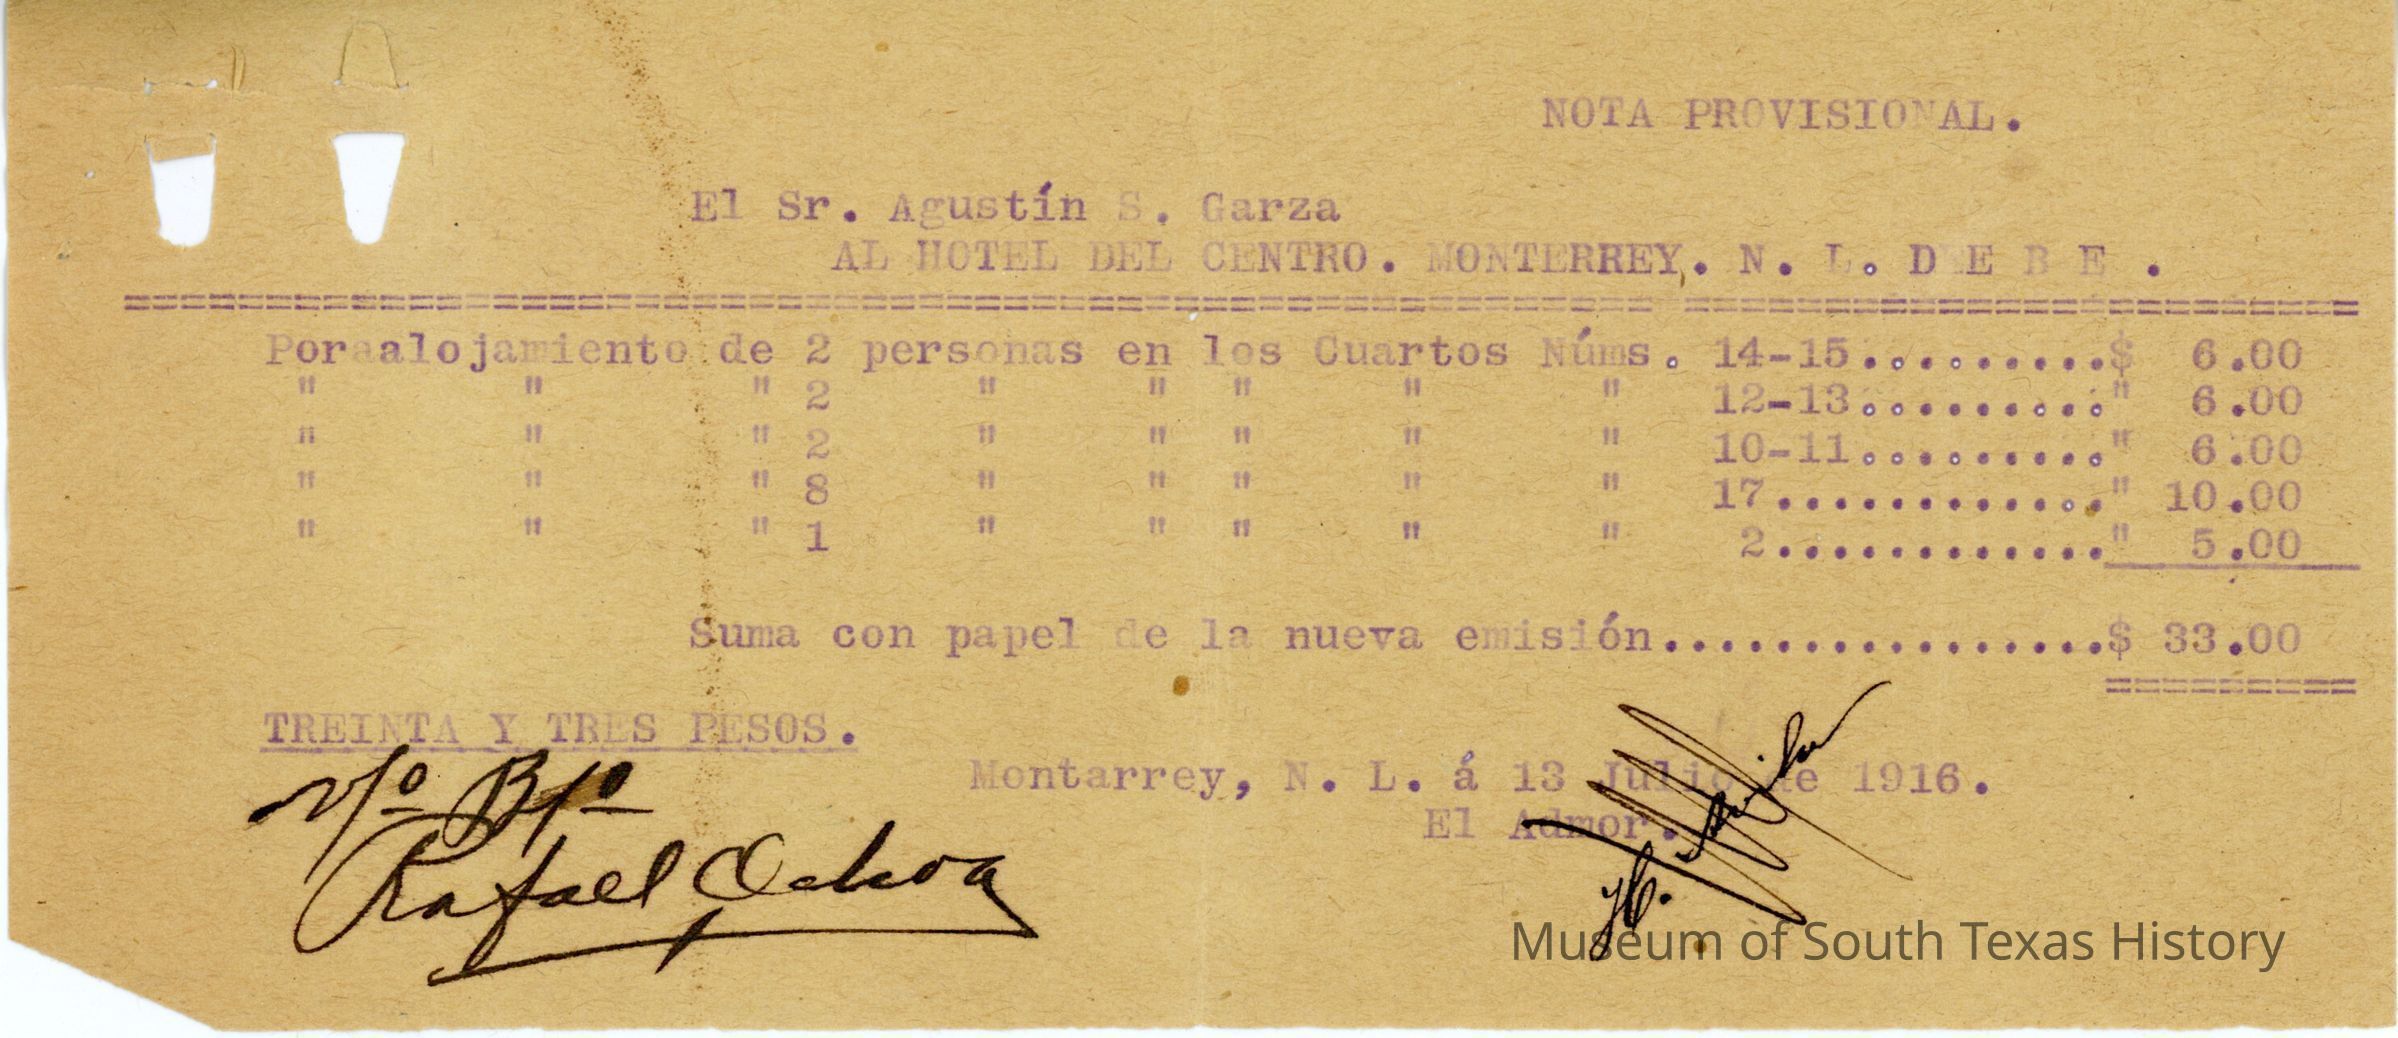 NOTA PROVISIONAL.
El Sr. Agustín S. Garza
AL HOTEL DEL CENTRO. MONTERREY. N. L. D E B E .
Poraalojamiento de 2 personas en los Cuartos Núms. 14-15.........$ 6.00
" " " 2 " " " " " 12-13........." 6.00
" " " 2 " " " " " 10-11........." 6.00
" " " 8 " " " " " 17............" 10.00
" " " 1 " " " " " 2............" 5.00
Suma con papel de la nueva emisión................$ 33.00
TREINTA Y TRES PESOS.
Montarrey, N. L. á 13 Julio de 1916.
El Admor.
Vo Bo
Rafael Ochoa
Museum of South Texas History